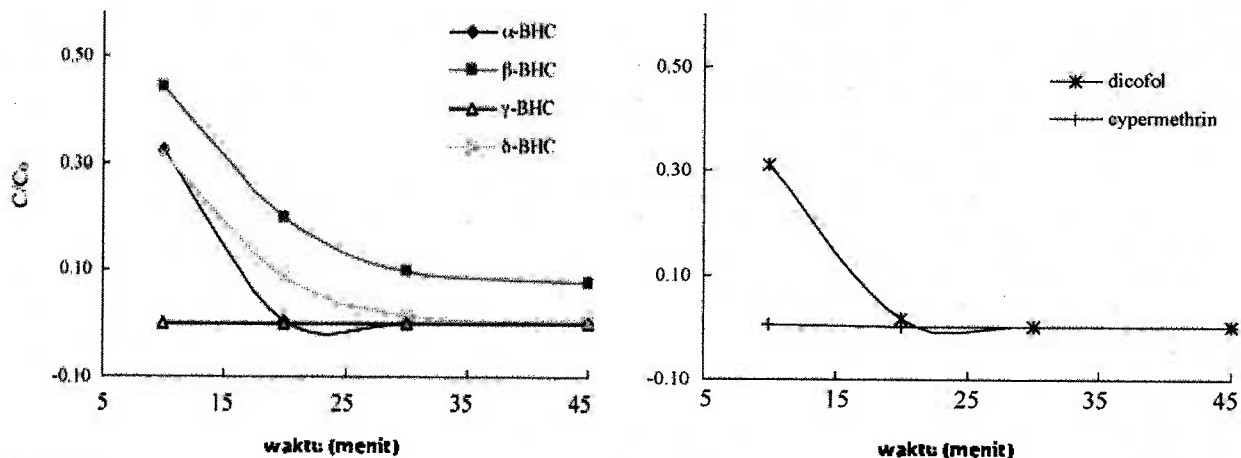 0.50
0.30
0.10
-0.10
C/Co
5
15
25
35
45
waktu (menit)
α-BHC
β-BHC
γ-BHC
δ-BHC
0.50
0.30
0.10
-0.10
5
15
25
35
45
waktu (menit)
dicofol
cypermethrin